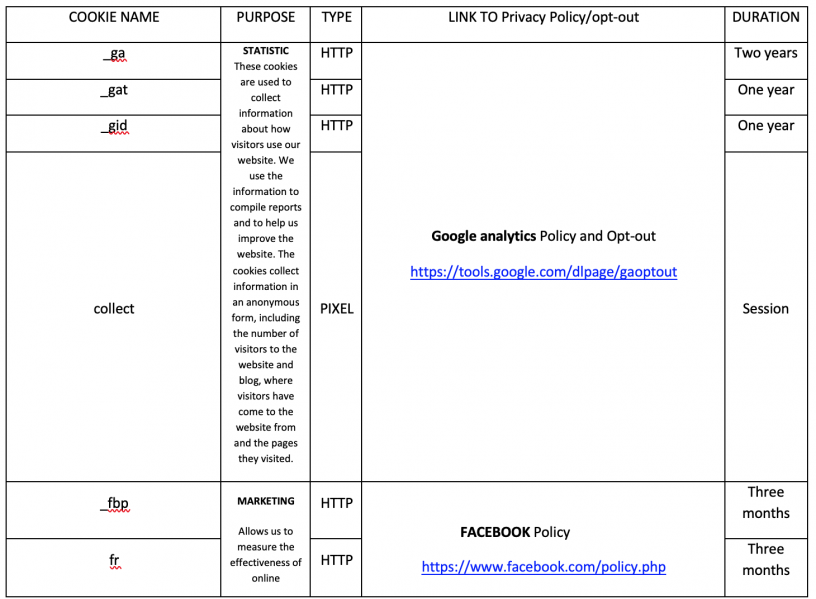 COOKIE NAME PURPOSE TYPE LINK TO Privacy Policy/opt-out DURATION
_ga HTTP Two years
_gat HTTP One year
_gid HTTP One year
collect PIXEL Session
STATISTIC
These cookies
are used to
collect
information
about how
visitors use our
website. We
use the
information to
compile reports
and to help us
improve the
website. The
cookies collect
information in
an anonymous
form, including
the number of
visitors to the
website and
blog, where
visitors have
come to the
website from
and the pages
they visited.
Google analytics Policy and Opt-out
https://tools.google.com/dlpage/gaoptout
_fbp HTTP Three
months
fr HTTP Three
months
MARKETING
Allows us to
measure the
effectiveness of
online
FACEBOOK Policy
https://www.facebook.com/policy.php